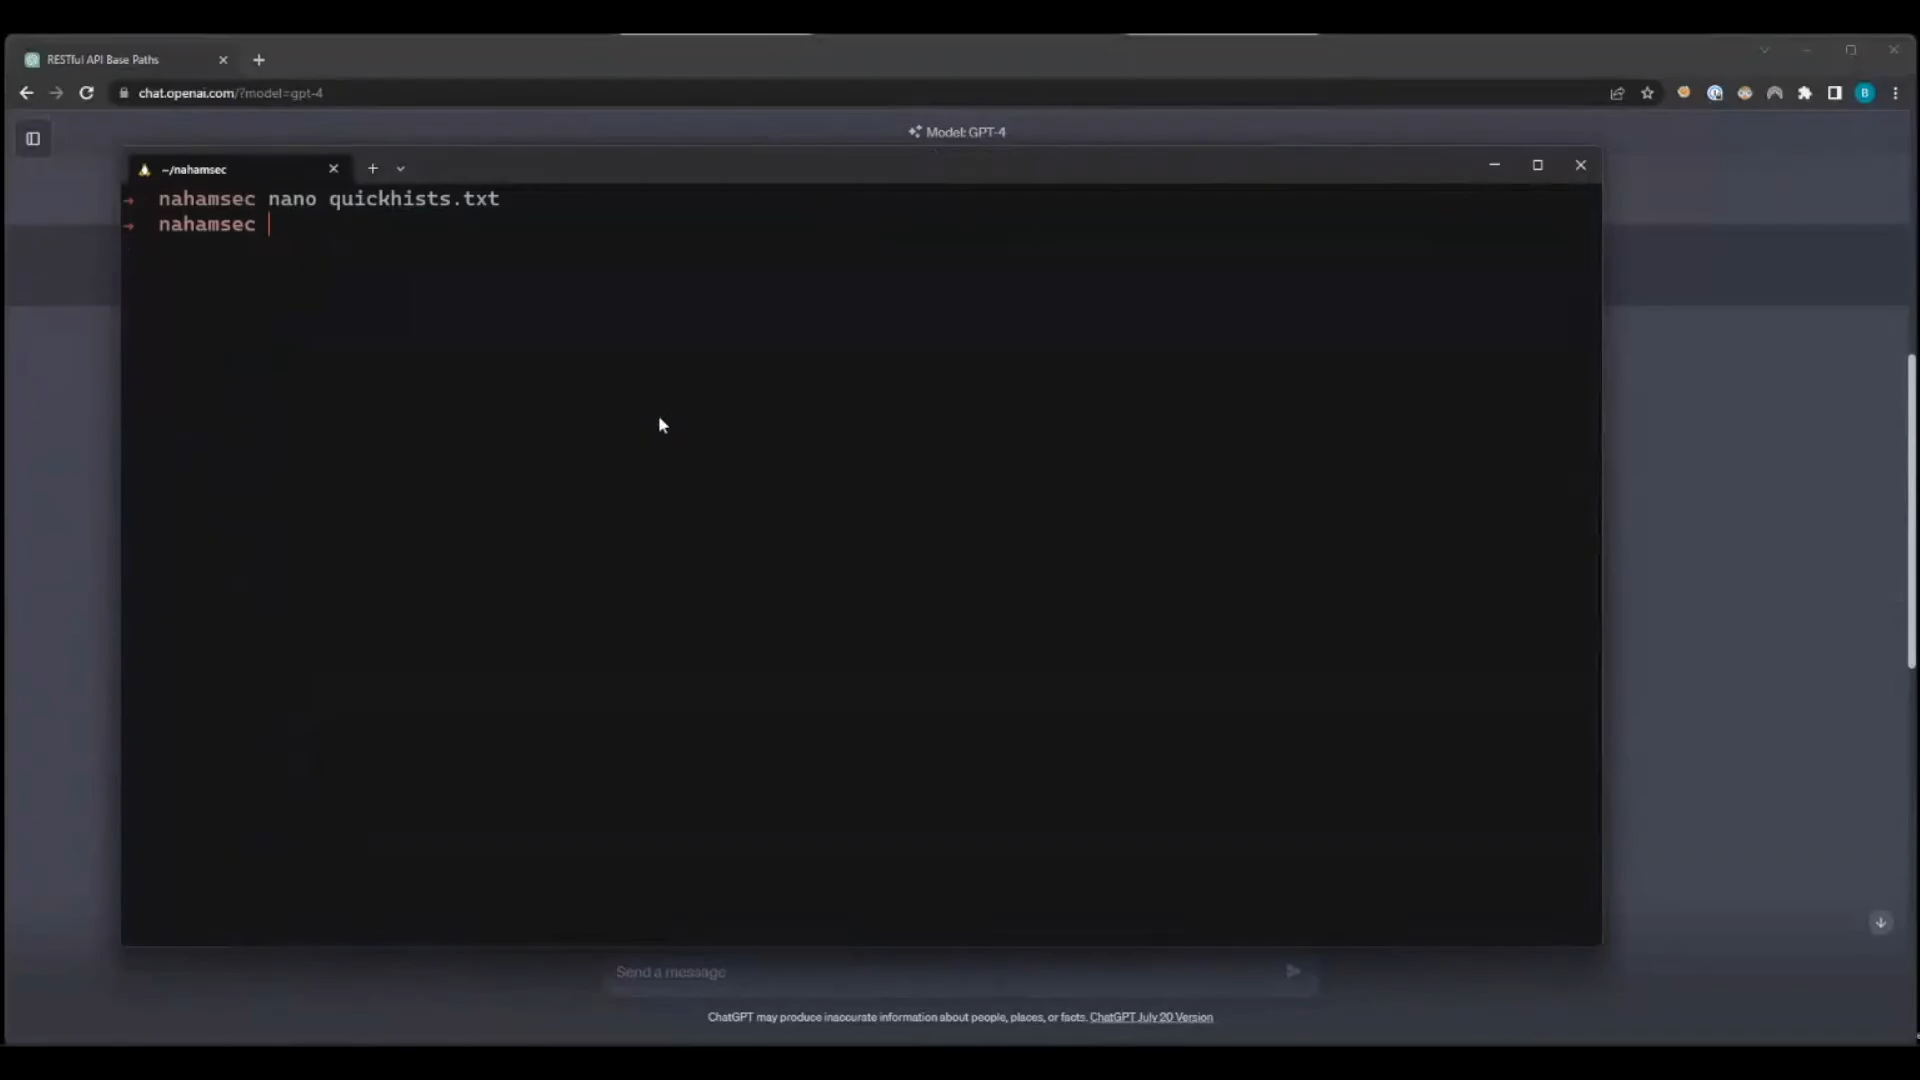 RESTful API Base Paths
chat.openai.com/?model=gpt-4
B
Model: GPT-4
~/nahamsec
→ nahamsec nano quickhists.txt
→ nahamsec
Send a message
ChatGPT may produce inaccurate information about people, places, or facts. ChatGPT July 20 Version